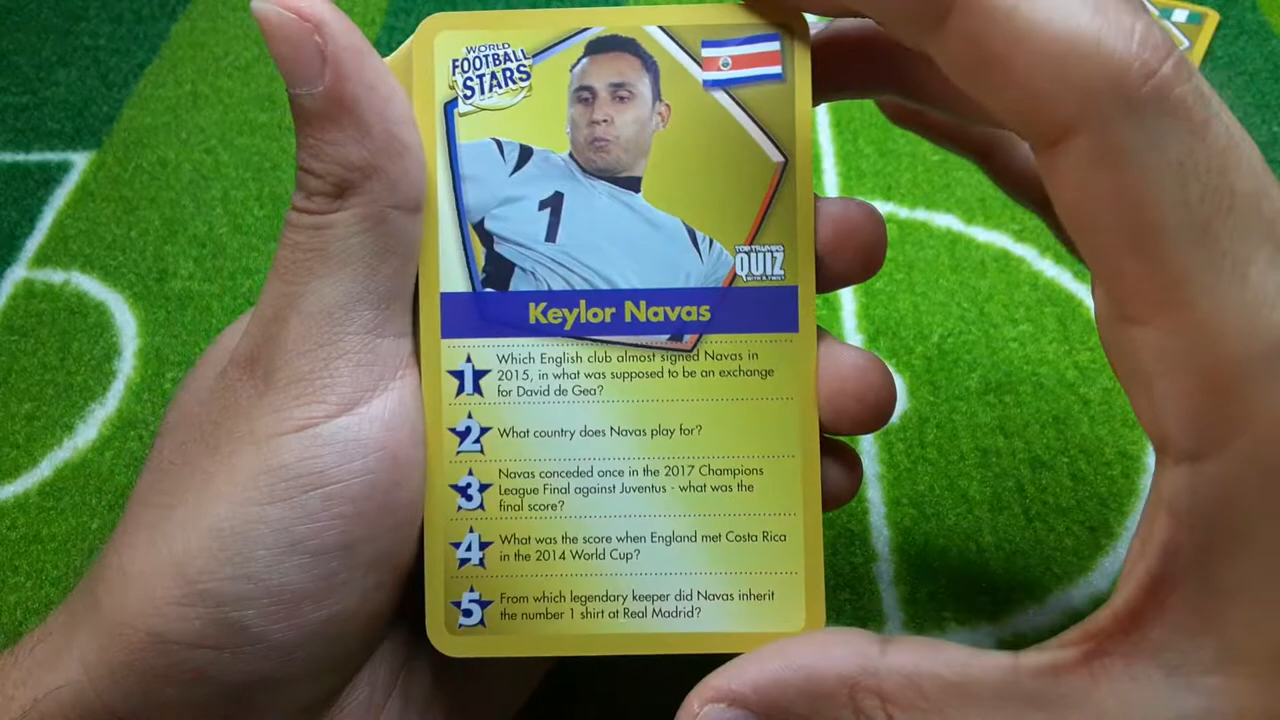 WORLD
FOOTBALL
STARS
1
TOP TRUMPS
QUIZ
WITH A TWIST
Keylor Navas
1 Which English club almost signed Navas in
2015, in what was supposed to be an exchange
for David de Gea?
2 What country does Navas play for?
3 Navas conceded once in the 2017 Champions
League Final against Juventus - what was the
final score?
4 What was the score when England met Costa Rica
in the 2014 World Cup?
5 From which legendary keeper did Navas inherit
the number 1 shirt at Real Madrid?